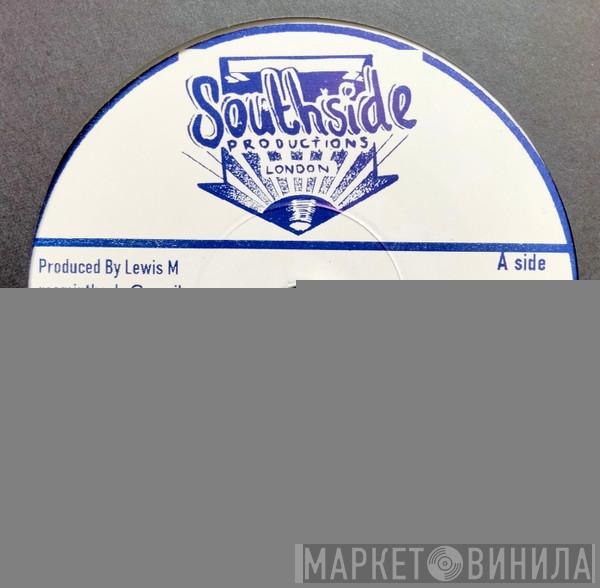 Southside
PRODUCTIONS
LONDON
Produced By Lewis M
A side
МАРКЕТ ВИНИЛА